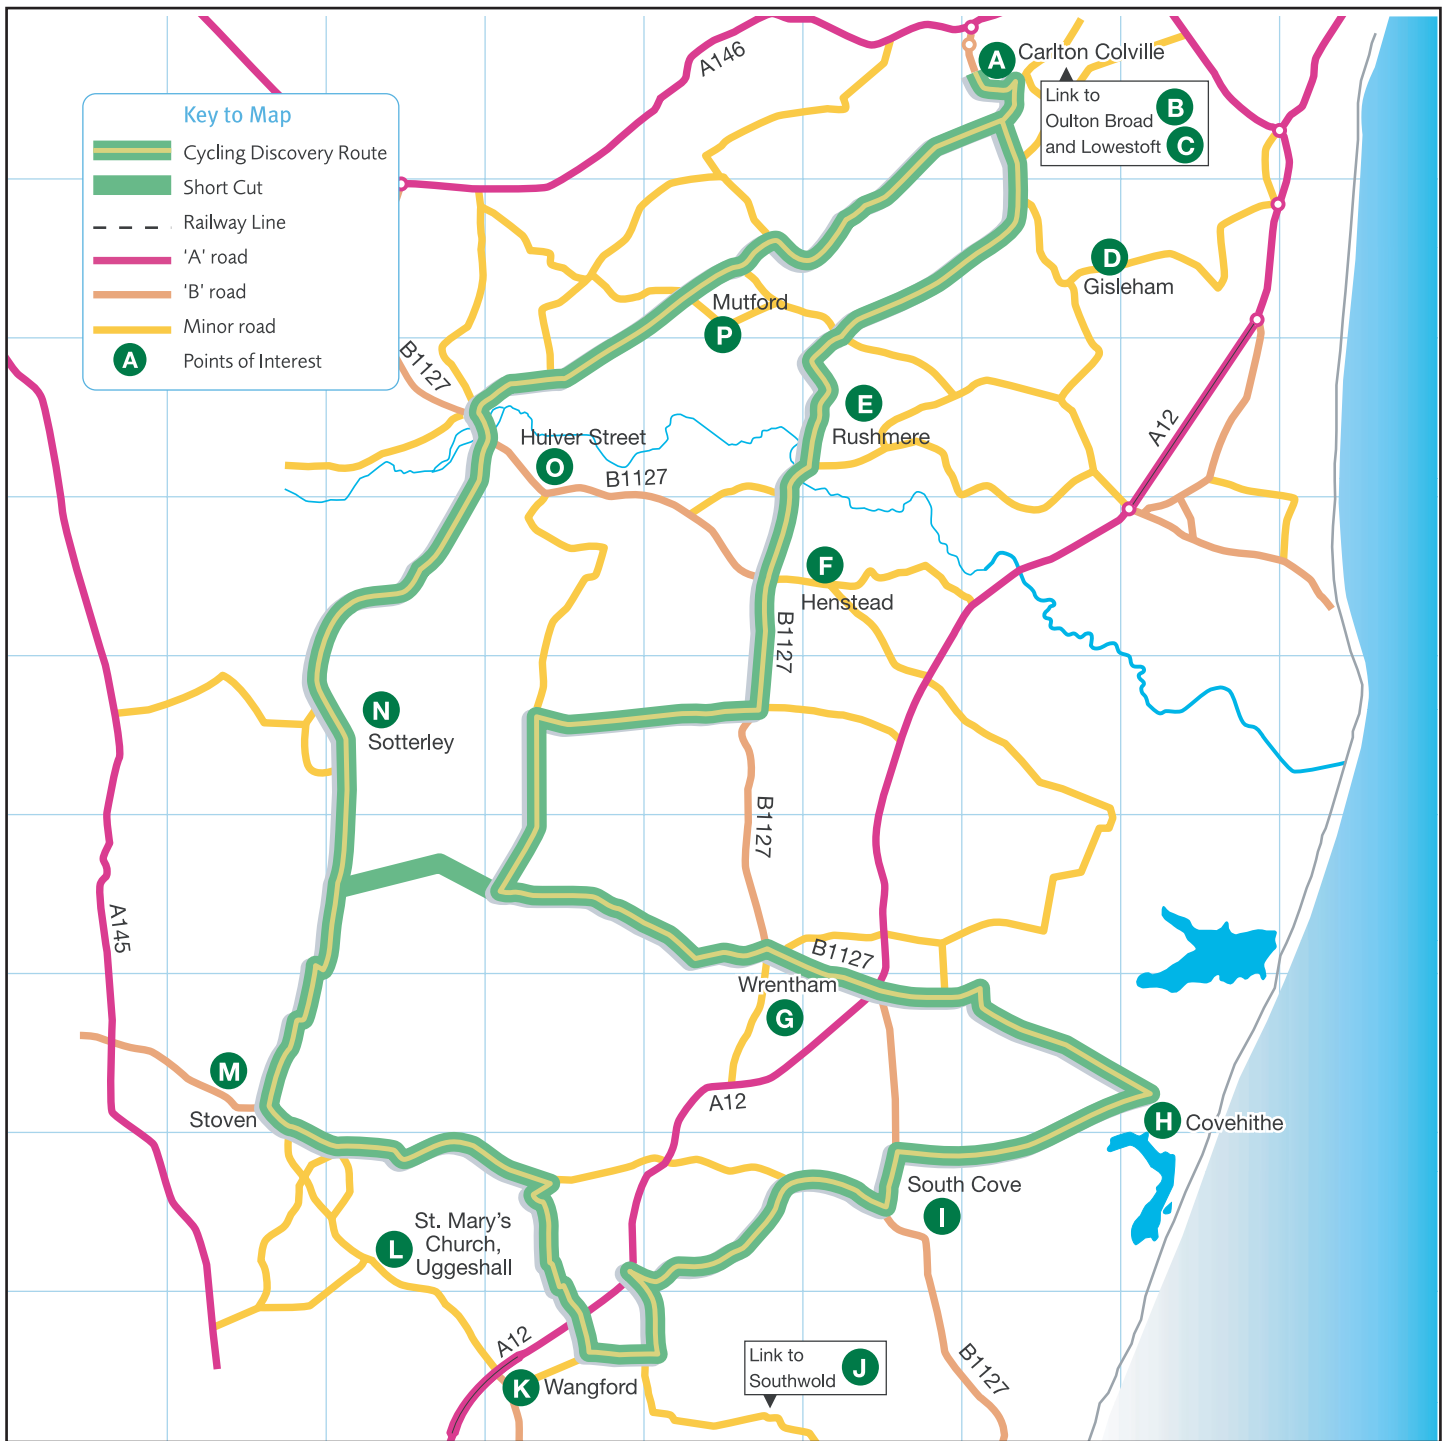 A146
A
Carlton Colville
Link to
Oulton Broad
and Lowestoft
B
C
Key to Map
Cycling Discovery Route
Short Cut
Railway Line
'A' road
'B' road
Minor road
A
Points of Interest
D
Gisleham
Mutford
P
B1127
E
Rushmere
A12
Hulver Street
O
B1127
F
Henstead
B1127
N
Sotterley
B1127
A145
B1127
Wrentham
G
M
Stoven
A12
H
Covehithe
South Cove
I
L
St. Mary's
Church,
Uggeshall
A12
Link to
Southwold
J
B1127
K
Wangford